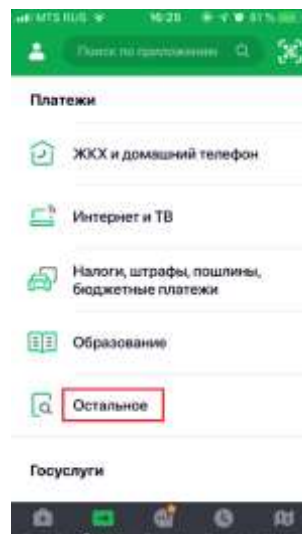 MTS RUS 16:28 81%
Поиск по приложению
Платежи
ЖКХ и домашний телефон
Интернет и ТВ
Налоги, штрафы, пошлины,
бюджетные платежи
Образование
Остальное
Госуслуги